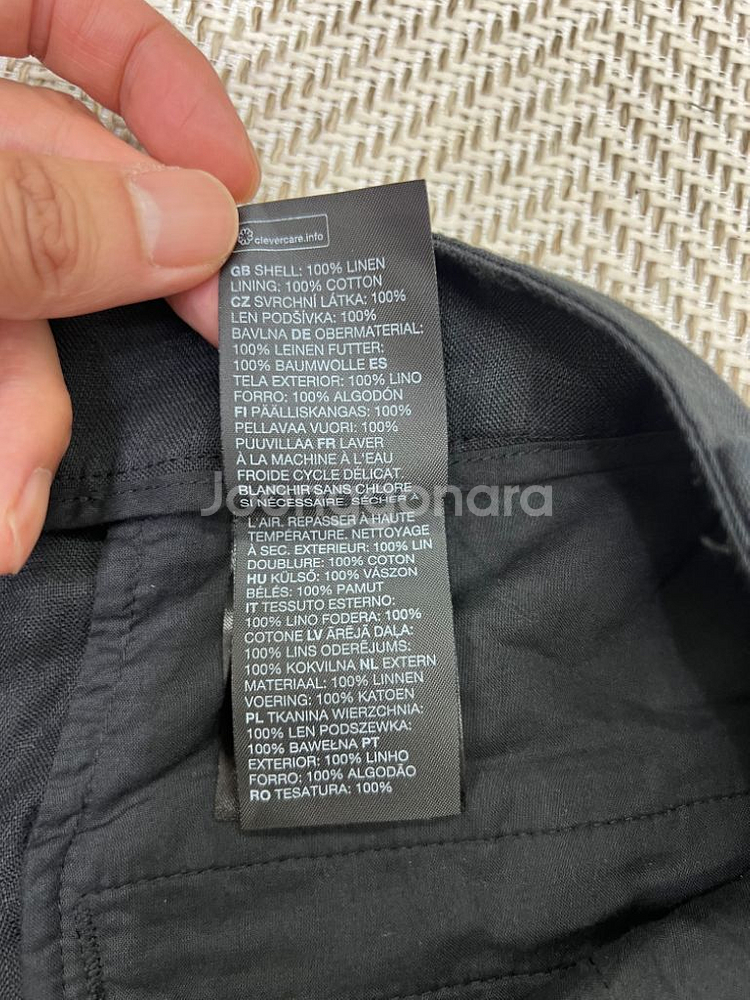 clevercare.info
GB SHELL: 100% LINEN
LINING: 100% COTTON
CZ SVRCHNÍ LÁTKA: 100%
LEN PODŠÍVKA: 100%
BAVLNA DE OBERMATERIAL:
100% LEINEN FUTTER:
100% BAUMWOLLE ES
TELA EXTERIOR: 100% LINO
FORRO: 100% ALGODÓN
FI PÄÄLLISKANGAS: 100%
PELLAVAA VUORI: 100%
PUUVILLAA FR LAVER
À LA MACHINE À L'EAU
FROIDE CYCLE DÉLICAT.
BLANCHIR SANS CHLORE
SI NÉCESSAIRE. SÉCHER À
Joonggonara
L'AIR. REPASSER À HAUTE
TEMPÉRATURE. NETTOYAGE
À SEC. EXTERIEUR: 100% LIN
DOUBLURE: 100% COTON
HU KÜLSŐ: 100% VÁSZON
BÉLÉS: 100% PAMUT
IT TESSUTO ESTERNO:
100% LINO FODERA: 100%
COTONE LV ĀRĒJĀ DAĻA:
100% LINS ODERĒJUMS:
100% KOKVILNA NL EXTERN
MATERIAAL: 100% LINNEN
VOERING: 100% KATOEN
PL TKANINA WIERZCHNIA:
100% LEN PODSZEWKA:
100% BAWEŁNA PT
EXTERIOR: 100% LINHO
FORRO: 100% ALGODÃO
RO TESATURA: 100%